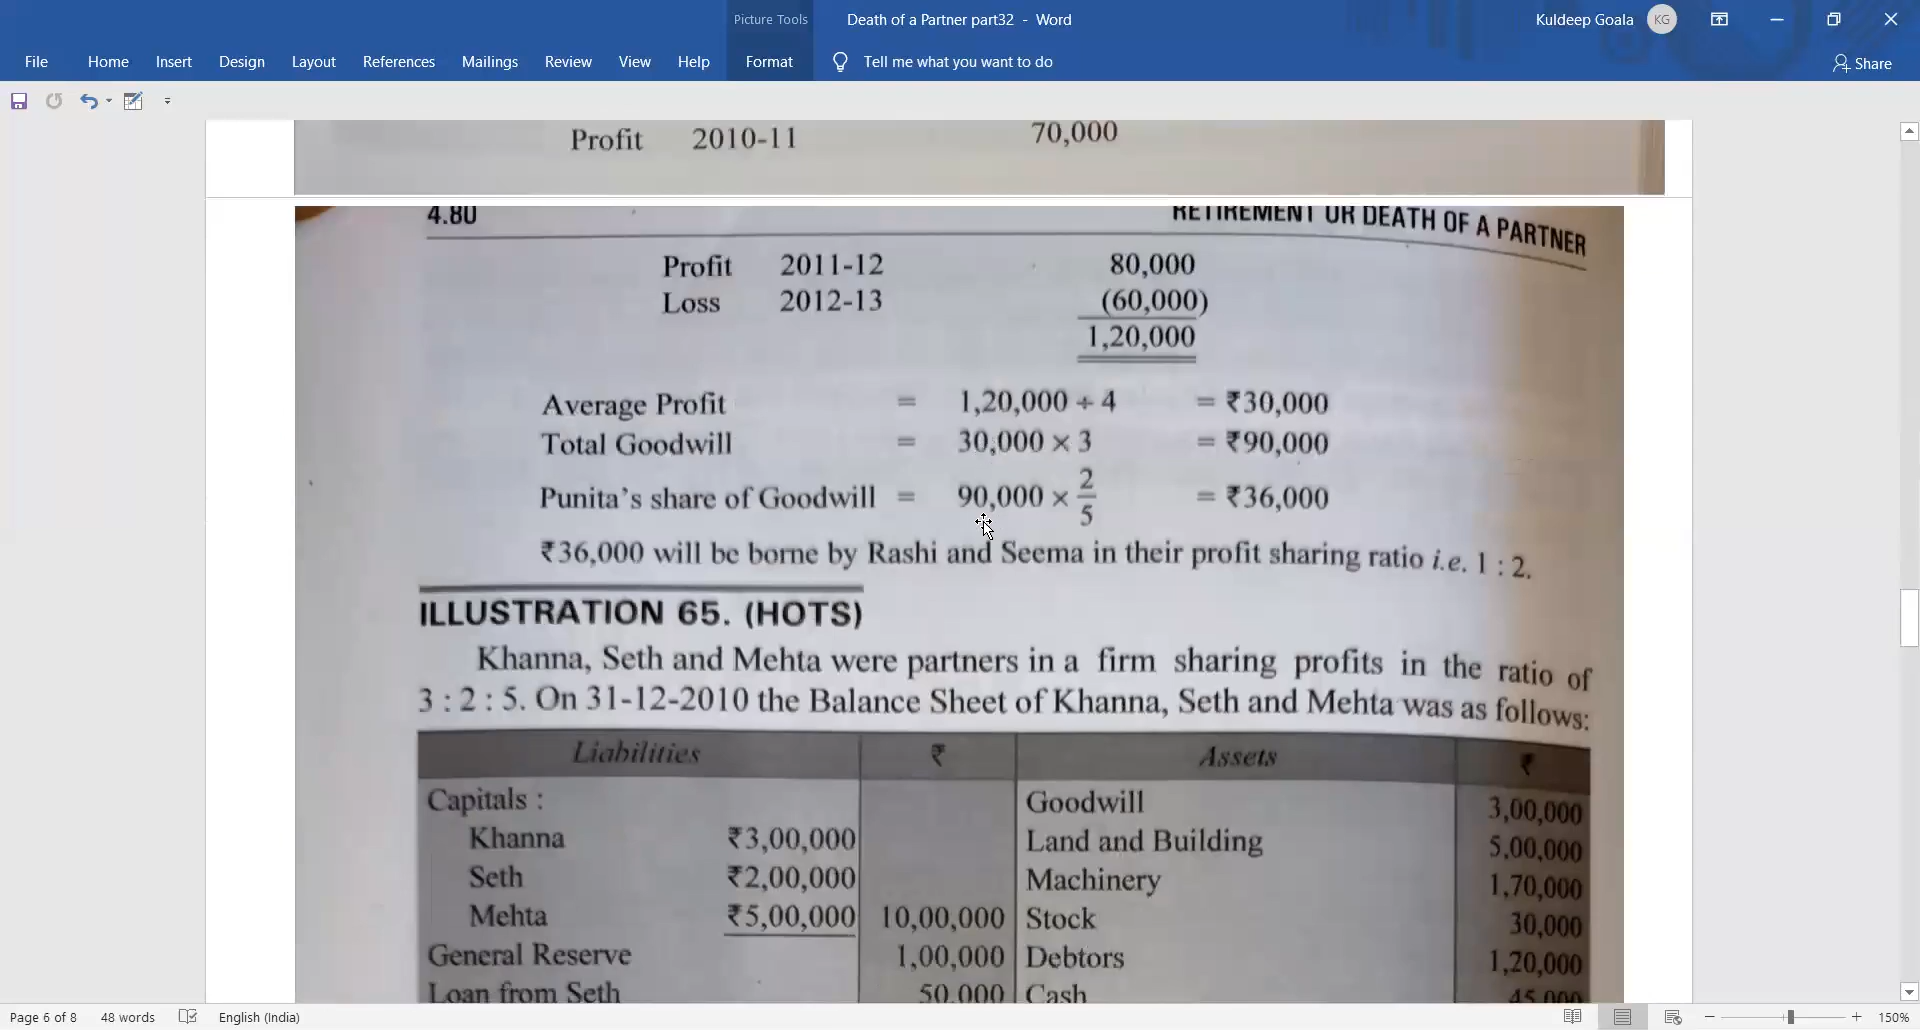 Picture Tools
Death of a Partner part32 - Word
Kuldeep Goala
KG
File Home Insert Design Layout References Mailings Review View Help Format Tell me what you want to do
Share
Profit 2010-11 70,000
4.80 RETIREMENT OR DEATH OF A PARTNER
Profit 2011-12 80,000
Loss 2012-13 (60,000)
1,20,000
Average Profit = 1,20,000 ÷ 4 = ₹30,000
Total Goodwill = 30,000 × 3 = ₹90,000
Punita's share of Goodwill = 90,000 × 2/5 = ₹36,000
₹36,000 will be borne by Rashi and Seema in their profit sharing ratio i.e. 1 : 2.
ILLUSTRATION 65. (HOTS)
Khanna, Seth and Mehta were partners in a firm sharing profits in the ratio of
3 : 2 : 5. On 31-12-2010 the Balance Sheet of Khanna, Seth and Mehta was as follows:
Liabilities ₹ Assets ₹
Capitals : Goodwill 3,00,000
Khanna ₹3,00,000 Land and Building 5,00,000
Seth ₹2,00,000 Machinery 1,70,000
Mehta ₹5,00,000 10,00,000 Stock 30,000
General Reserve 1,00,000 Debtors 1,20,000
Loan from Seth 50,000 Cash 45,000
Page 6 of 8 48 words English (India) 150%